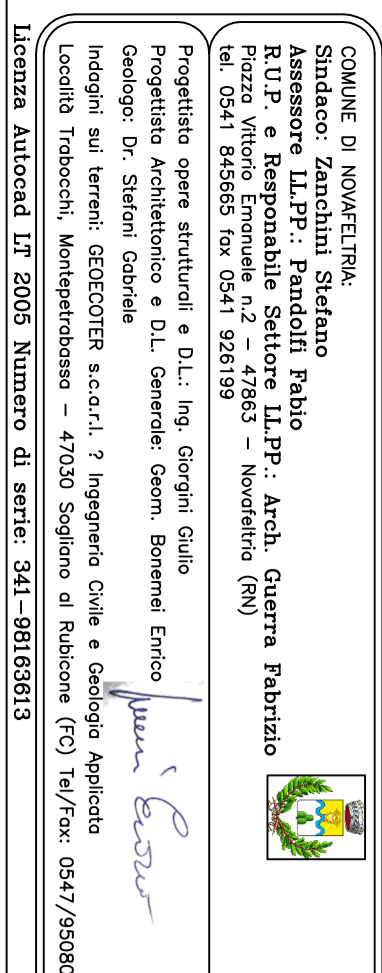 COMUNE DI NOVAFELTRIA:
Sindaco: Zanchini Stefano
Assessore LL.PP.: Pandolfi Fabio
R.U.P. e Responabile Settore LL.PP.: Arch. Guerra Fabrizio
Piazza Vittorio Emanuele n.2 – 47863 – Novafeltria (RN)
tel. 0541 845665 fax 0541 926199
Progettista opere strutturali e D.L.: Ing. Giorgini Giulio
Progettista Architettonico e D.L. Generale: Geom. Bonemei Enrico
Geologo: Dr. Stefani Gabriele
Indagini sui terreni: GEOECOTER s.c.a.r.l. ? Ingegneria Civile e Geologia Applicata
Località Trabocchi, Montepetrabassa – 47030 Sogliano al Rubicone (FC) Tel/Fax: 0547/95080
Licenza Autocad LT 2005 Numero di serie: 341-98163613